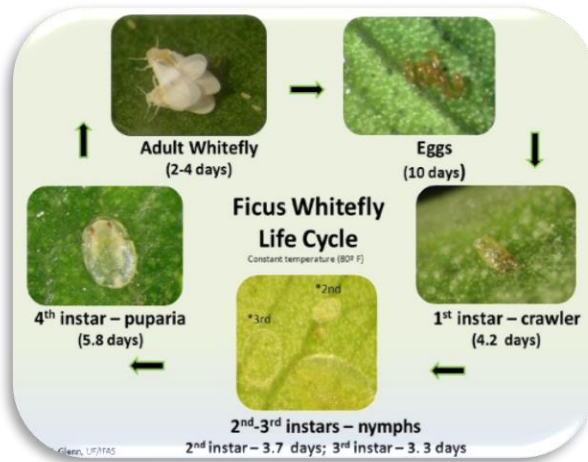 Adult Whitefly
(2-4 days)
Eggs
(10 days)
Ficus Whitefly
Life Cycle
Constant temperature (80º F)
4th instar – puparia
(5.8 days)
*2nd
*3rd
1st instar – crawler
(4.2 days)
2nd-3rd instars – nymphs
2nd instar – 3.7 days; 3rd instar – 3. 3 days
Glenn, UF/IFAS